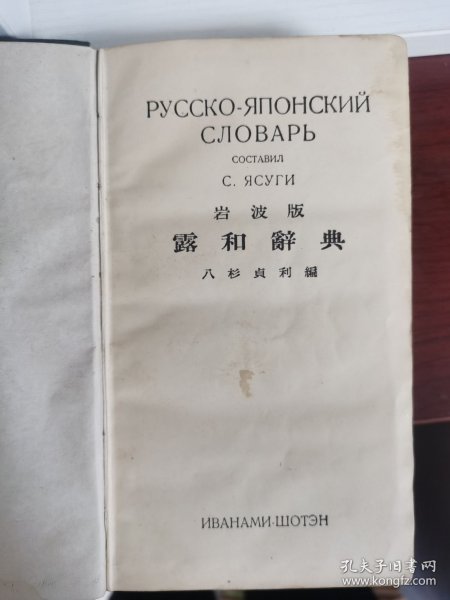 РУССКО-ЯПОНСКИЙ
СЛОВАРЬ
СОСТАВИЛ
С. ЯСУГИ
岩波版
露和辭典
八杉貞利編
ИВАНАМИ-ШОТЭН
孔夫子旧书网
www.kongfz.com